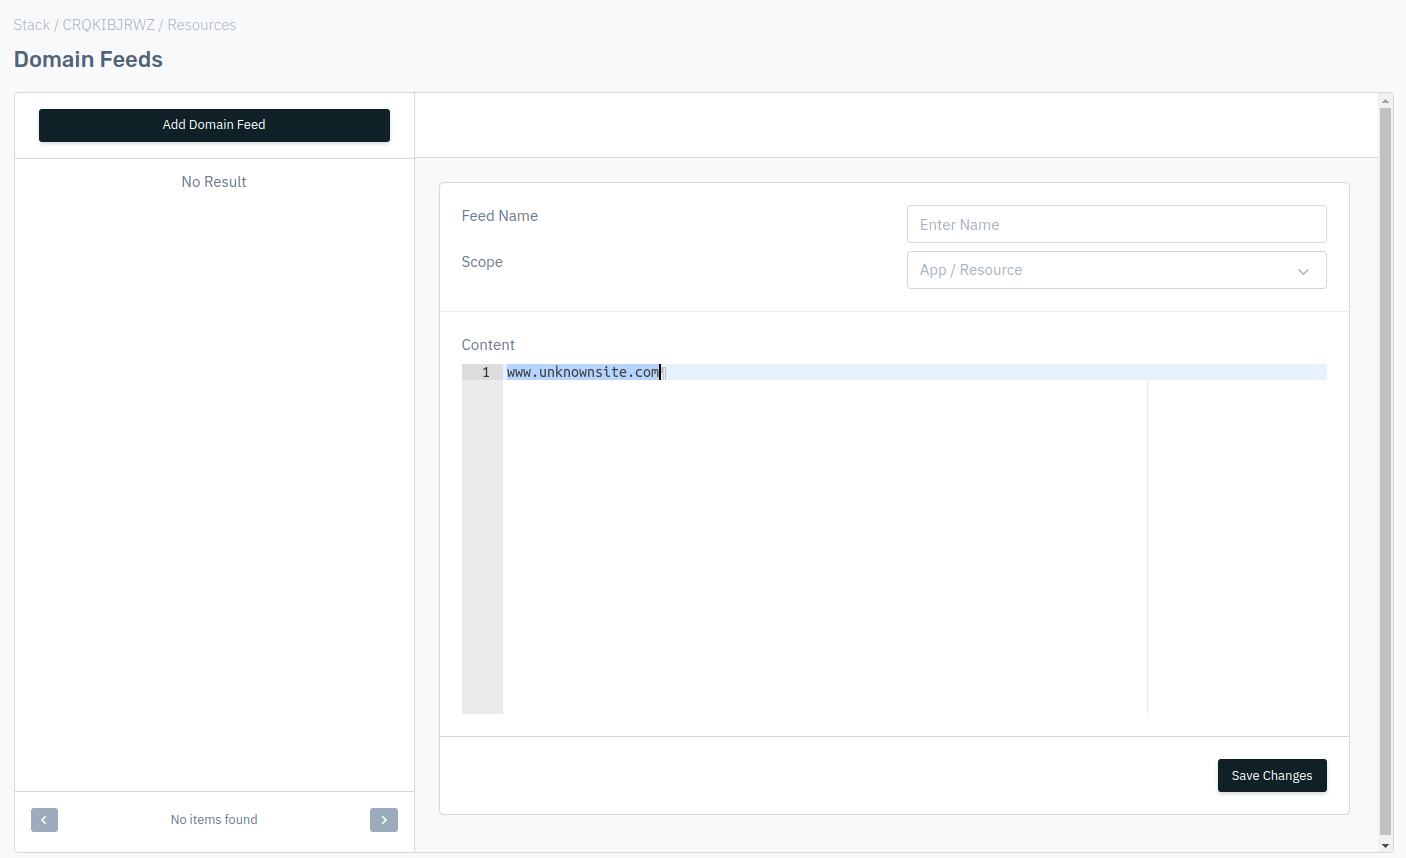 Stack / CRQKIBJRWZ / Resources
Domain Feeds
Add Domain Feed
No Result
No items found
Feed Name
Enter Name
Scope
App / Resource
Content
1 www.unknownsite.com¶
Save Changes